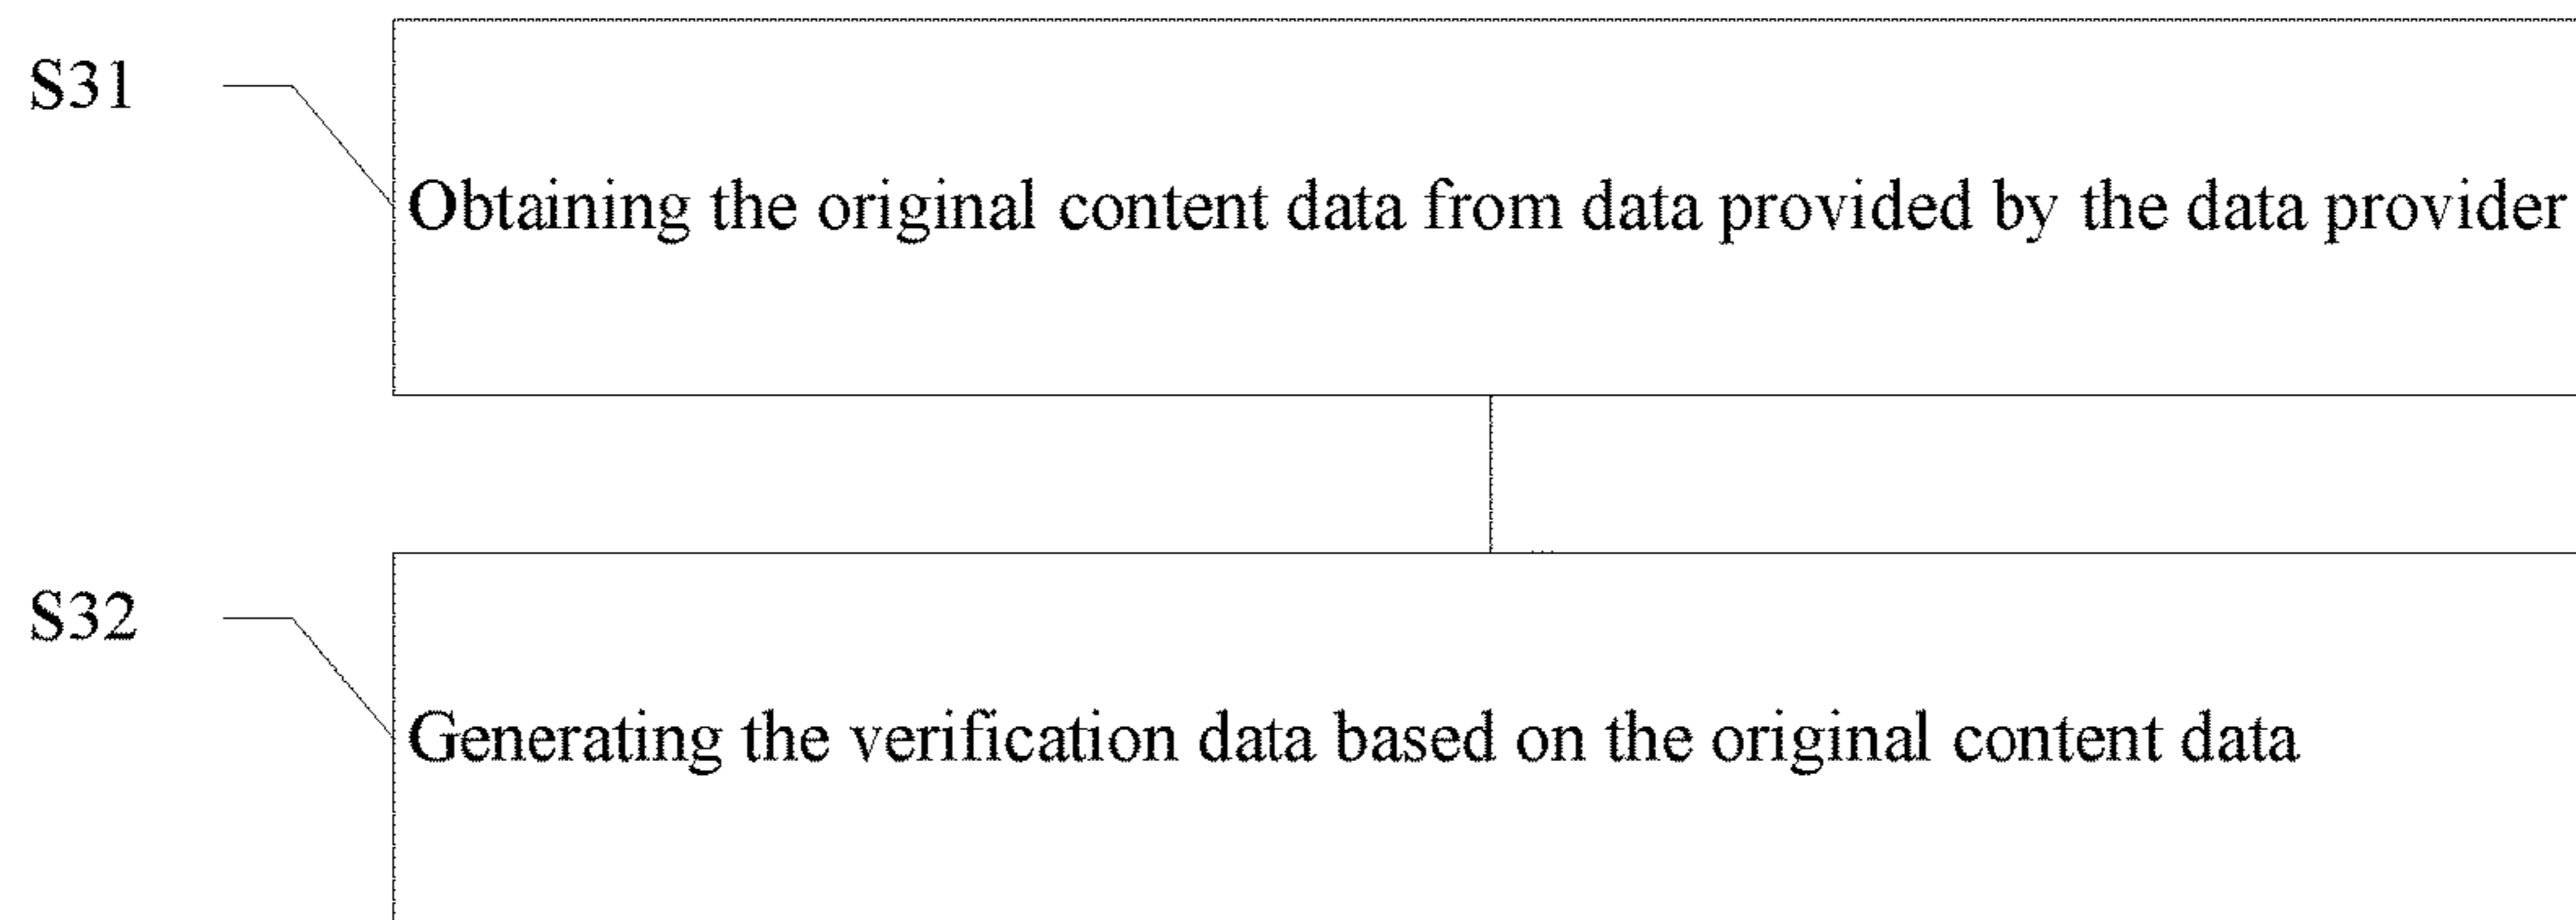 S31
Obtaining the original content data from data provided by the data provider
S32
Generating the verification data based on the original content data